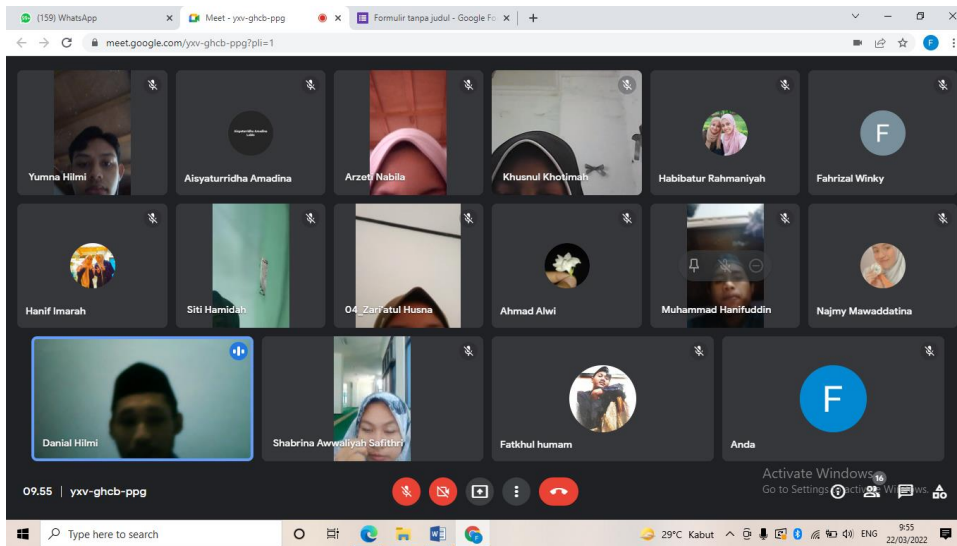 (159) WhatsApp
Meet - yxv-ghcb-ppg
Formulir tanpa judul - Google Fo
meet.google.com/yxv-ghcb-ppg?pli=1
F
Yumna Hilmi
Aisyaturridha Amadina
Arzeti Nabila
Khusnul Khotimah
Habibatur Rahmaniyah
F
Fahrizal Winky
Hanif Imarah
Siti Hamidah
04_Zari'atul Husna
Ahmad Alwi
Muhammad Hanifuddin
Najmy Mawaddatina
Danial Hilmi
Shabrina Awwaliyah Safithri
Fatkhul humam
F
Anda
Activate Windows
Go to Settings to activate Windows.
09.55 | yxv-ghcb-ppg
16
Type here to search
29°C Kabut
ENG
9:55
22/03/2022